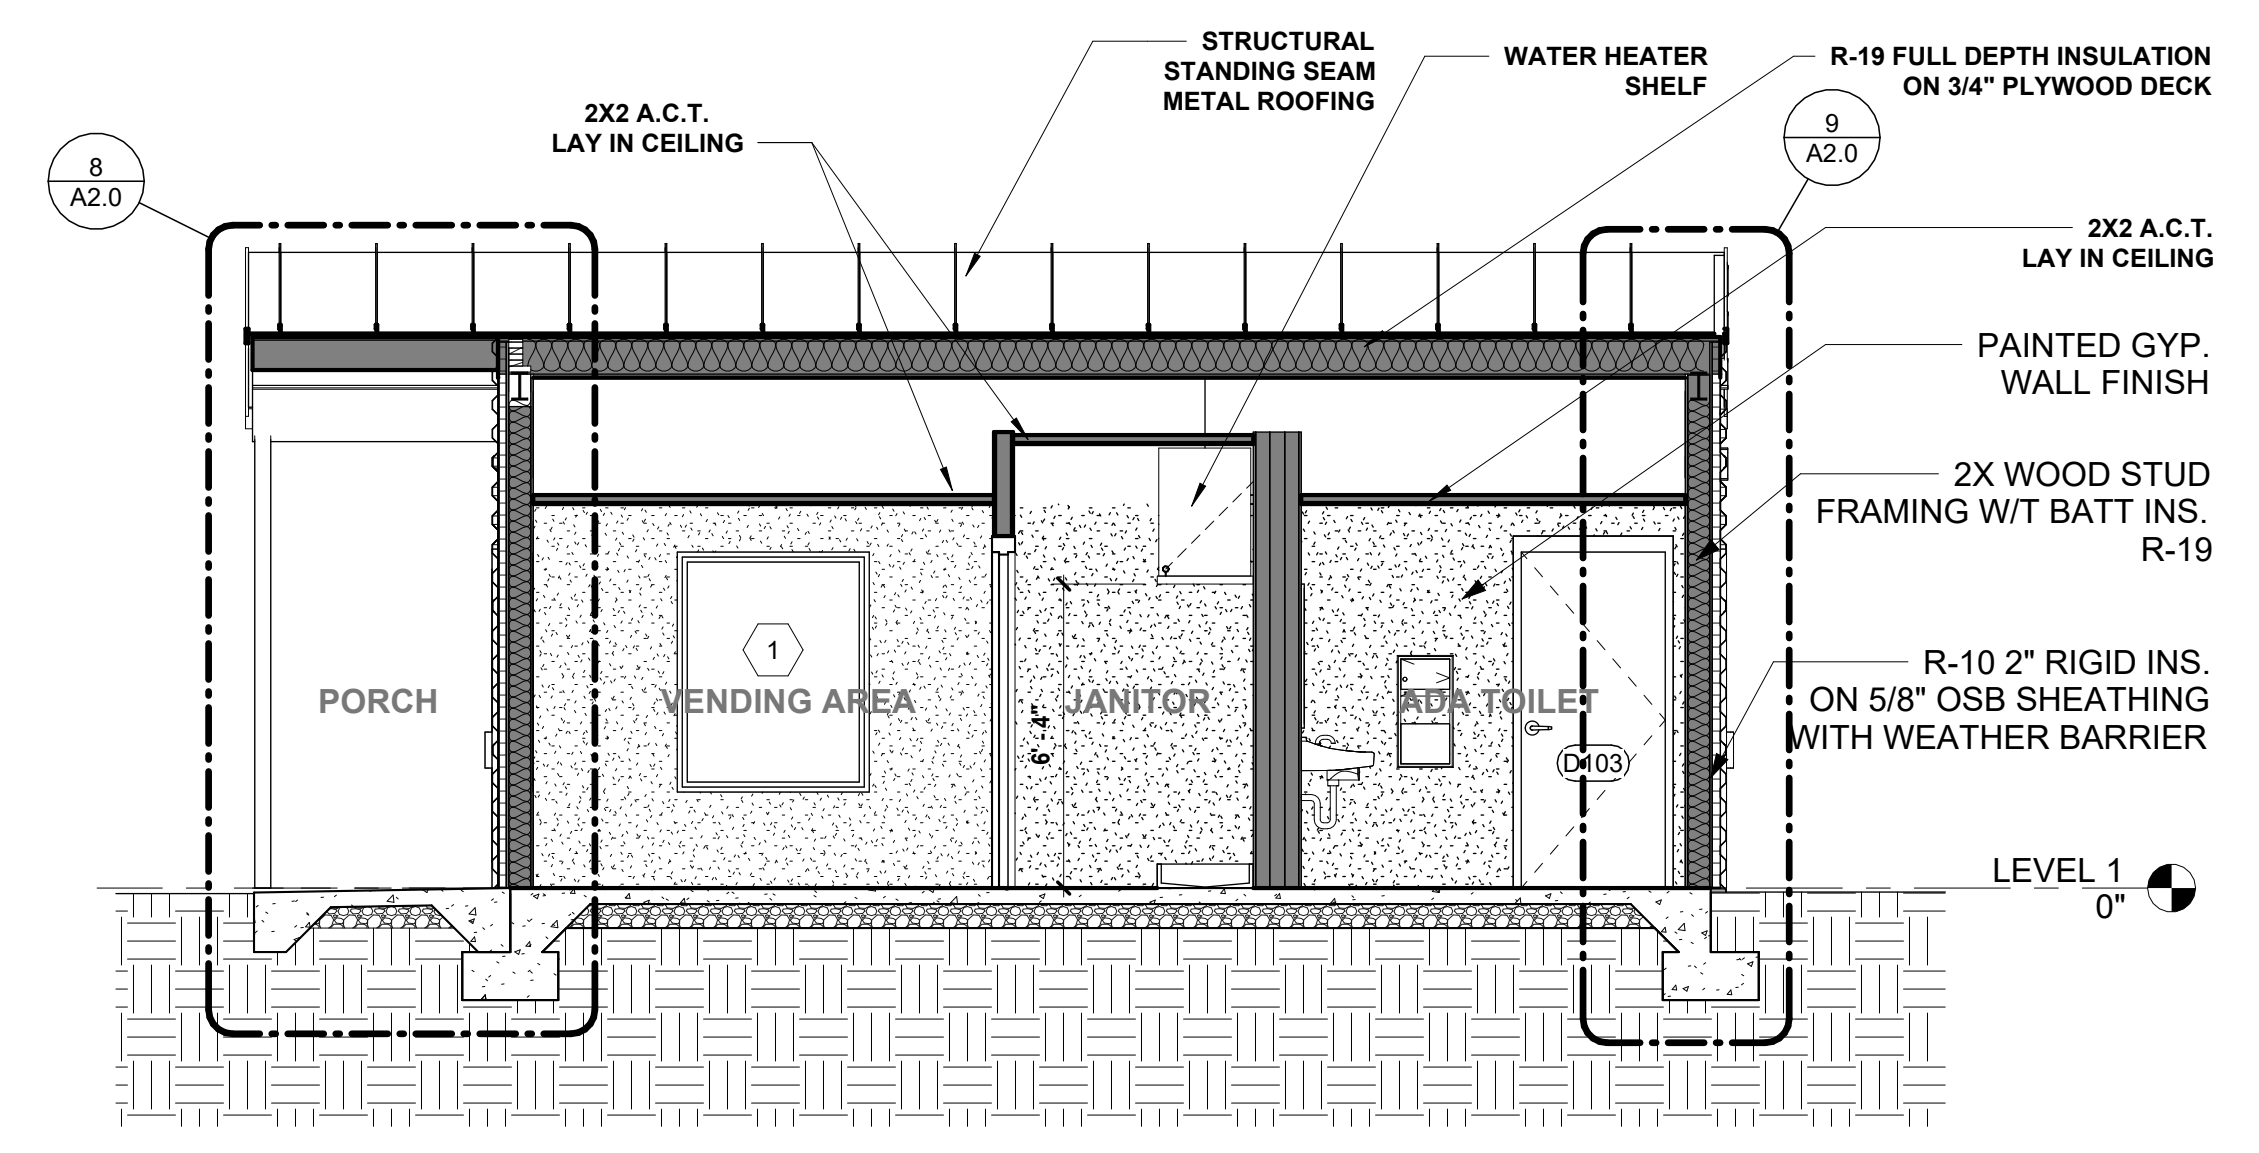 STRUCTURAL
STANDING SEAM
METAL ROOFING
WATER HEATER
SHELF
R-19 FULL DEPTH INSULATION
ON 3/4" PLYWOOD DECK
2X2 A.C.T.
LAY IN CEILING
8
A2.0
9
A2.0
2X2 A.C.T.
LAY IN CEILING
PAINTED GYP.
WALL FINISH
2X WOOD STUD
FRAMING W/T BATT INS.
R-19
1
PORCH
VENDING AREA
JANITOR
ADA TOILET
6' - 4"
D103
R-10 2" RIGID INS.
ON 5/8" OSB SHEATHING
WITH WEATHER BARRIER
LEVEL 1
0"